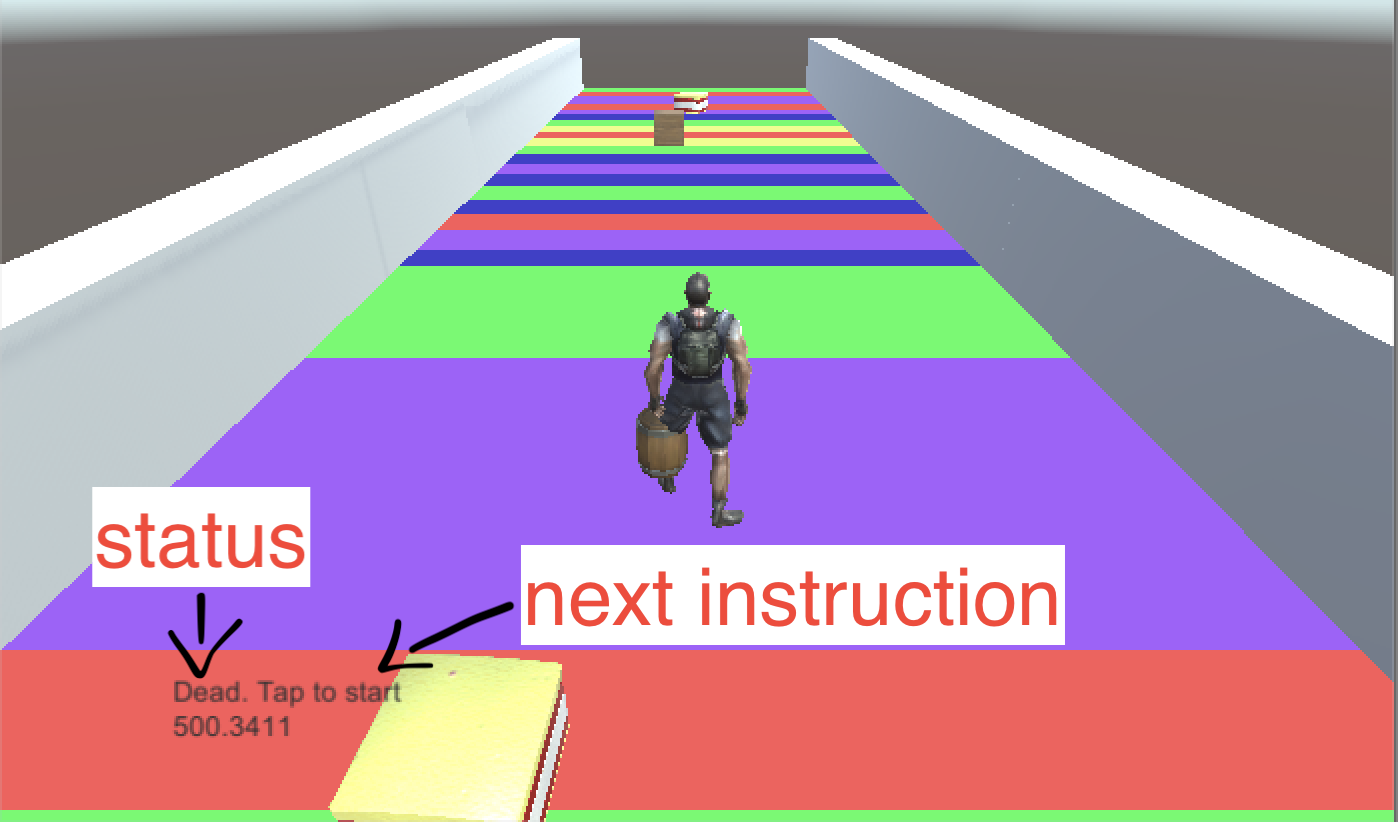 status
next instruction
Dead. Tap to start
500.3411